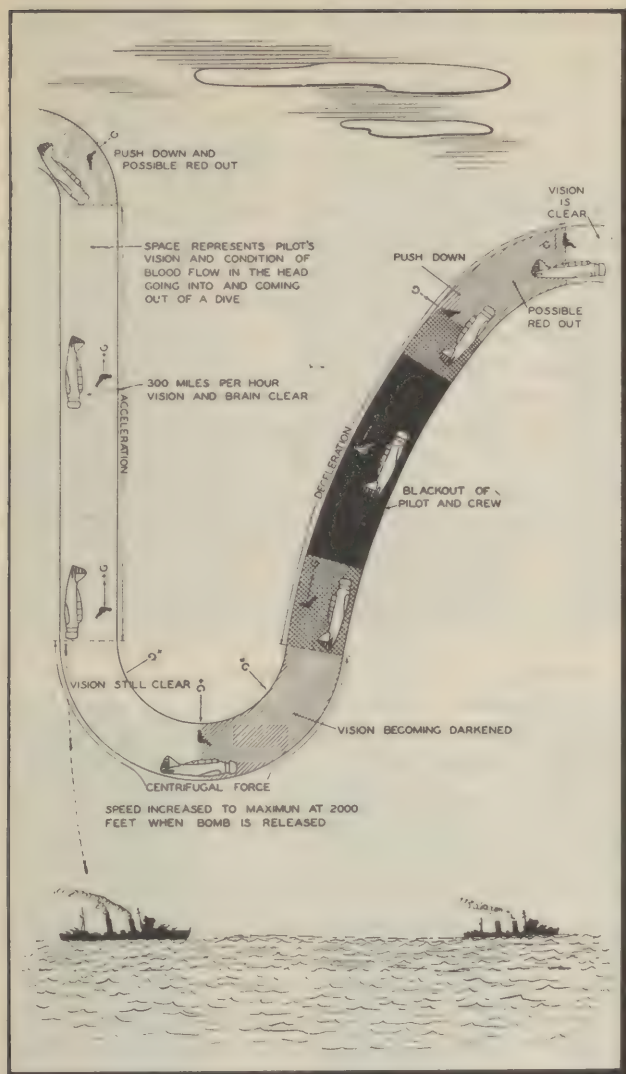 PUSH DOWN AND
POSSIBLE RED OUT
VISION
IS
CLEAR
SPACE REPRESENTS PILOT'S
VISION AND CONDITION OF
BLOOD FLOW IN THE HEAD
GOING INTO AND COMING
OUT OF A DIVE
PUSH DOWN
POSSIBLE
RED OUT
300 MILES PER HOUR
VISION AND BRAIN CLEAR
ACCELERATION
DECELERATION
BLACKOUT OF
PILOT AND CREW
VISION STILL CLEAR
VISION BECOMING DARKENED
CENTRIFUGAL FORCE
SPEED INCREASED TO MAXIMUN AT 2000
FEET WHEN BOMB IS RELEASED